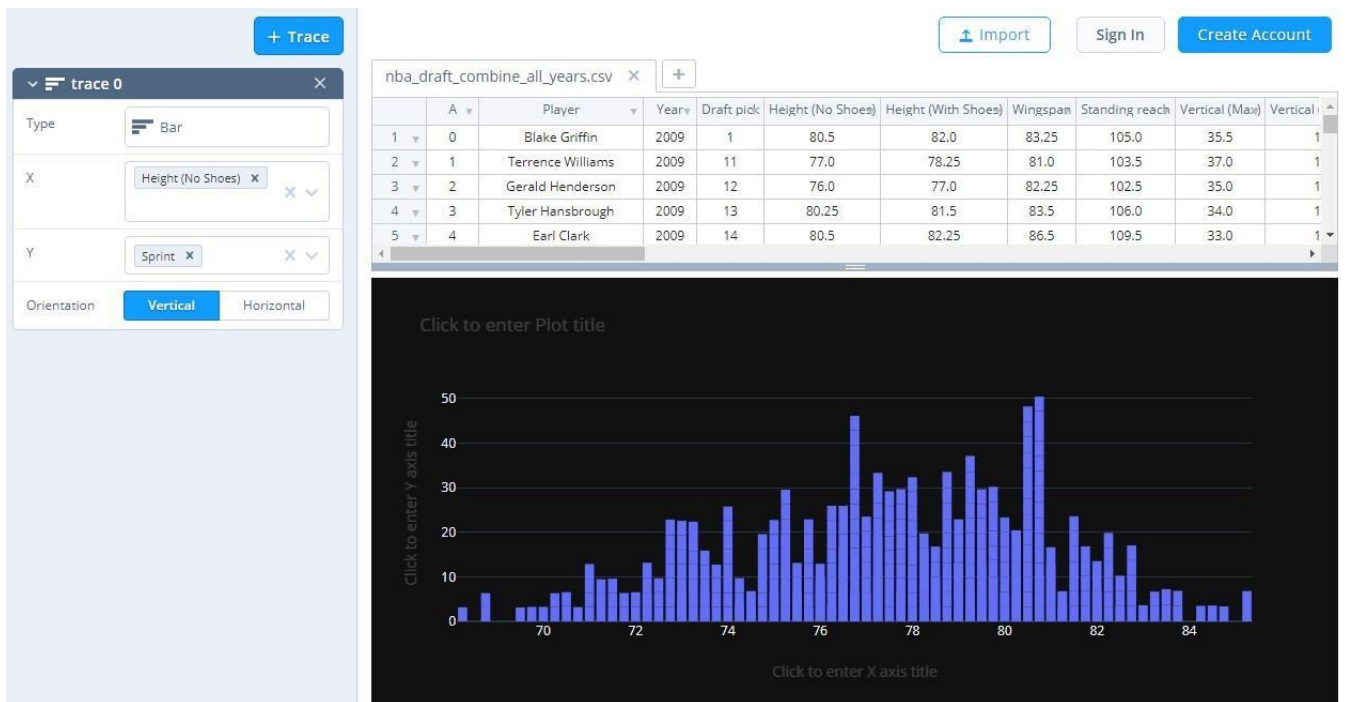 + Trace
Import
Sign In
Create Account
trace 0
Type
Bar
X
Height (No Shoes)
Y
Sprint
Orientation
Vertical
Horizontal
nba_draft_combine_all_years.csv
+
A Player Year Draft pick Height (No Shoes) Height (With Shoes) Wingspan Standing reach Vertical (Max) Vertical
1 0 Blake Griffin 2009 1 80.5 82.0 83.25 105.0 35.5 1
2 1 Terrence Williams 2009 11 77.0 78.25 81.0 103.5 37.0 1
3 2 Gerald Henderson 2009 12 76.0 77.0 82.25 102.5 35.0 1
4 3 Tyler Hansbrough 2009 13 80.25 81.5 83.5 106.0 34.0 1
5 4 Earl Clark 2009 14 80.5 82.25 86.5 109.5 33.0 1
Click to enter Plot title
Click to enter Y axis title
50
40
30
20
10
0
70 72 74 76 78 80 82 84
Click to enter X axis title